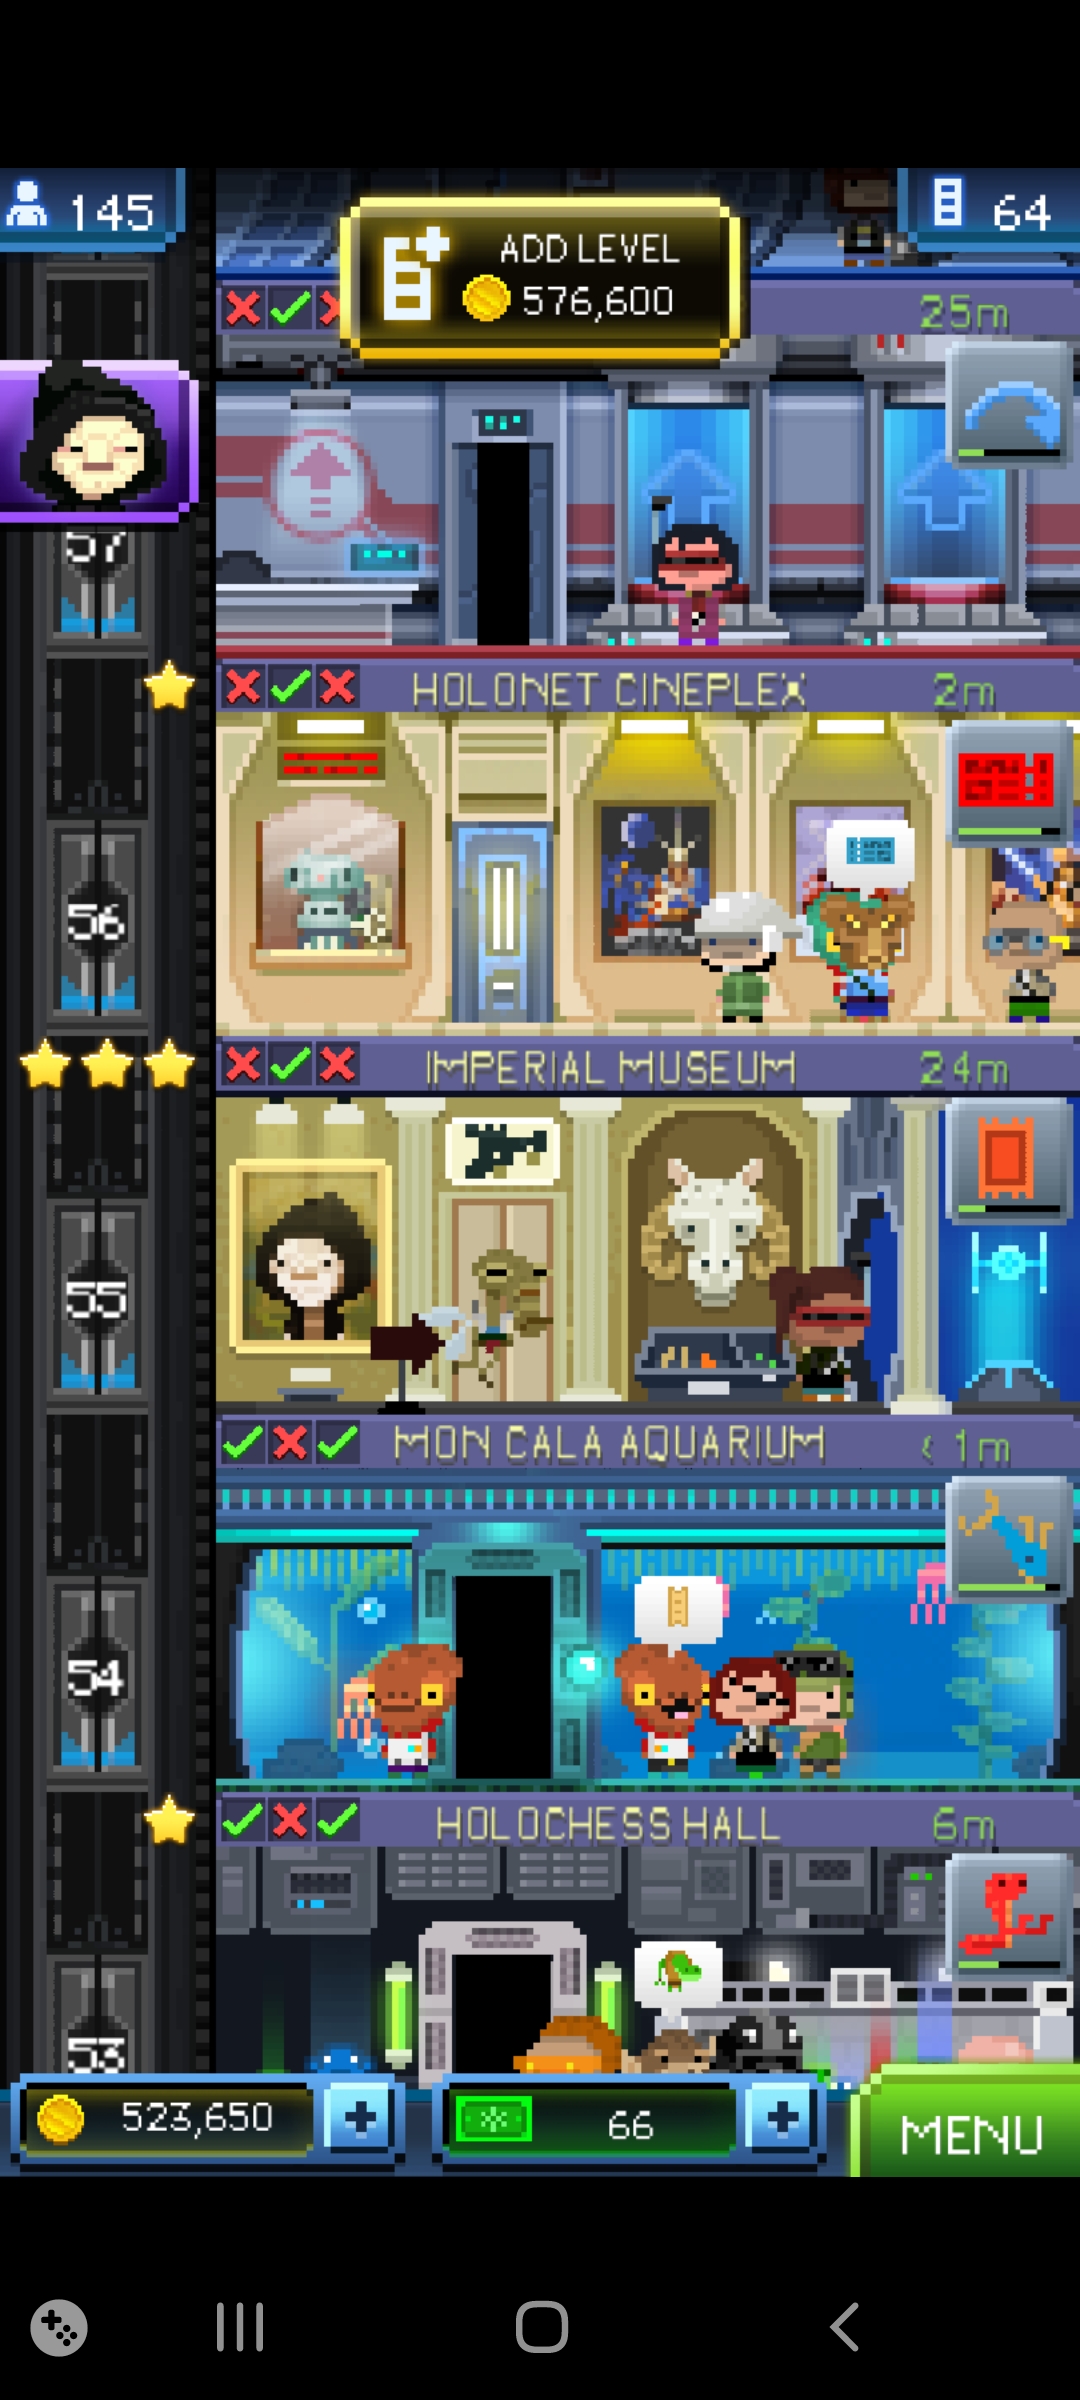 145
ADD LEVEL
576,600
64
25m
57
HOLONET CINEPLEX
2m
56
IMPERIAL MUSEUM
24m
55
MON CALA AQUARIUM
< 1m
54
HOLOCHESS HALL
6m
53
523,650
66
MENU